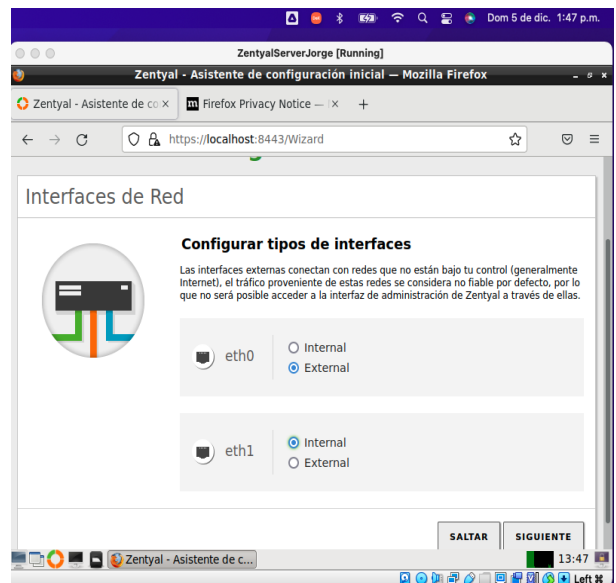 Dom 5 de dic. 1:47 p.m.
ZentyalServerJorge [Running]
Zentyal - Asistente de configuración inicial — Mozilla Firefox
Zentyal - Asistente de co
Firefox Privacy Notice —
https://localhost:8443/Wizard
Interfaces de Red
Configurar tipos de interfaces
Las interfaces externas conectan con redes que no están bajo tu control (generalmente
Internet), el tráfico proveniente de estas redes se considera no fiable por defecto, por lo
que no será posible acceder a la interfaz de administración de Zentyal a través de ellas.
eth0
Internal
External
eth1
Internal
External
SALTAR
SIGUIENTE
Zentyal - Asistente de c...
13:47
Left ⌘